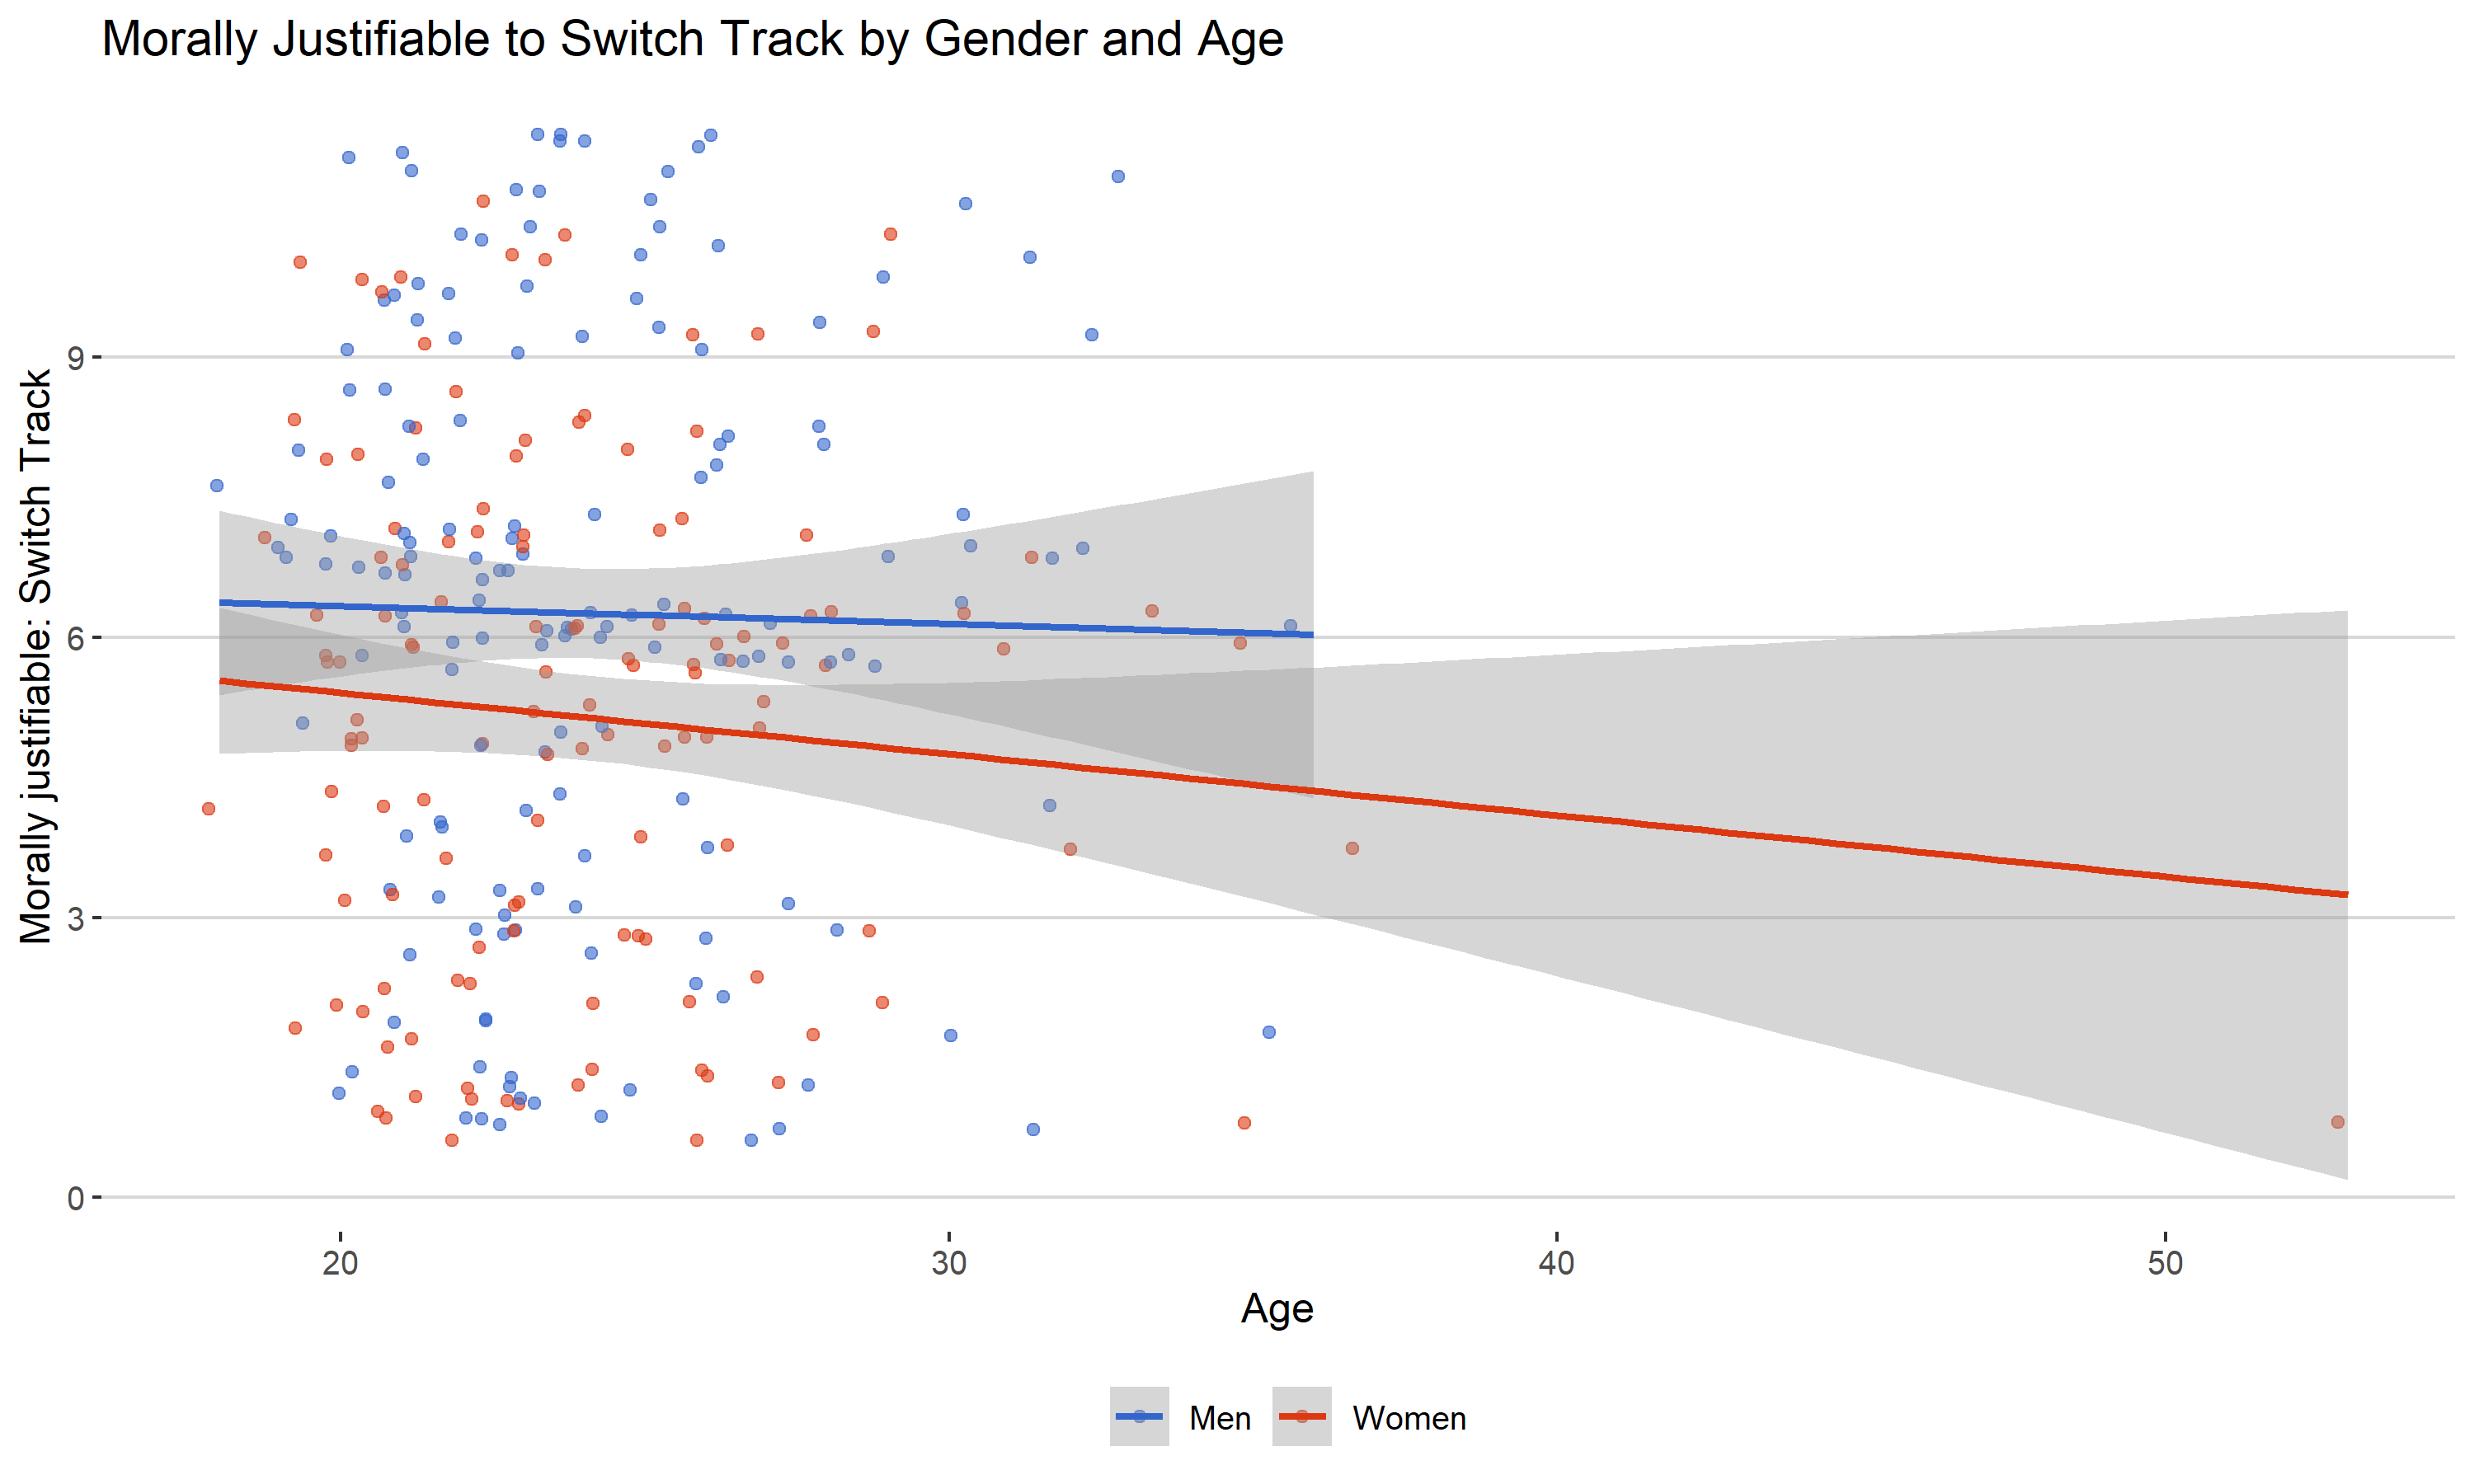 Morally Justifiable to Switch Track by Gender and Age
Morally justifiable: Switch Track
9
6
3
0
20
30
40
50
Age
Men
Women